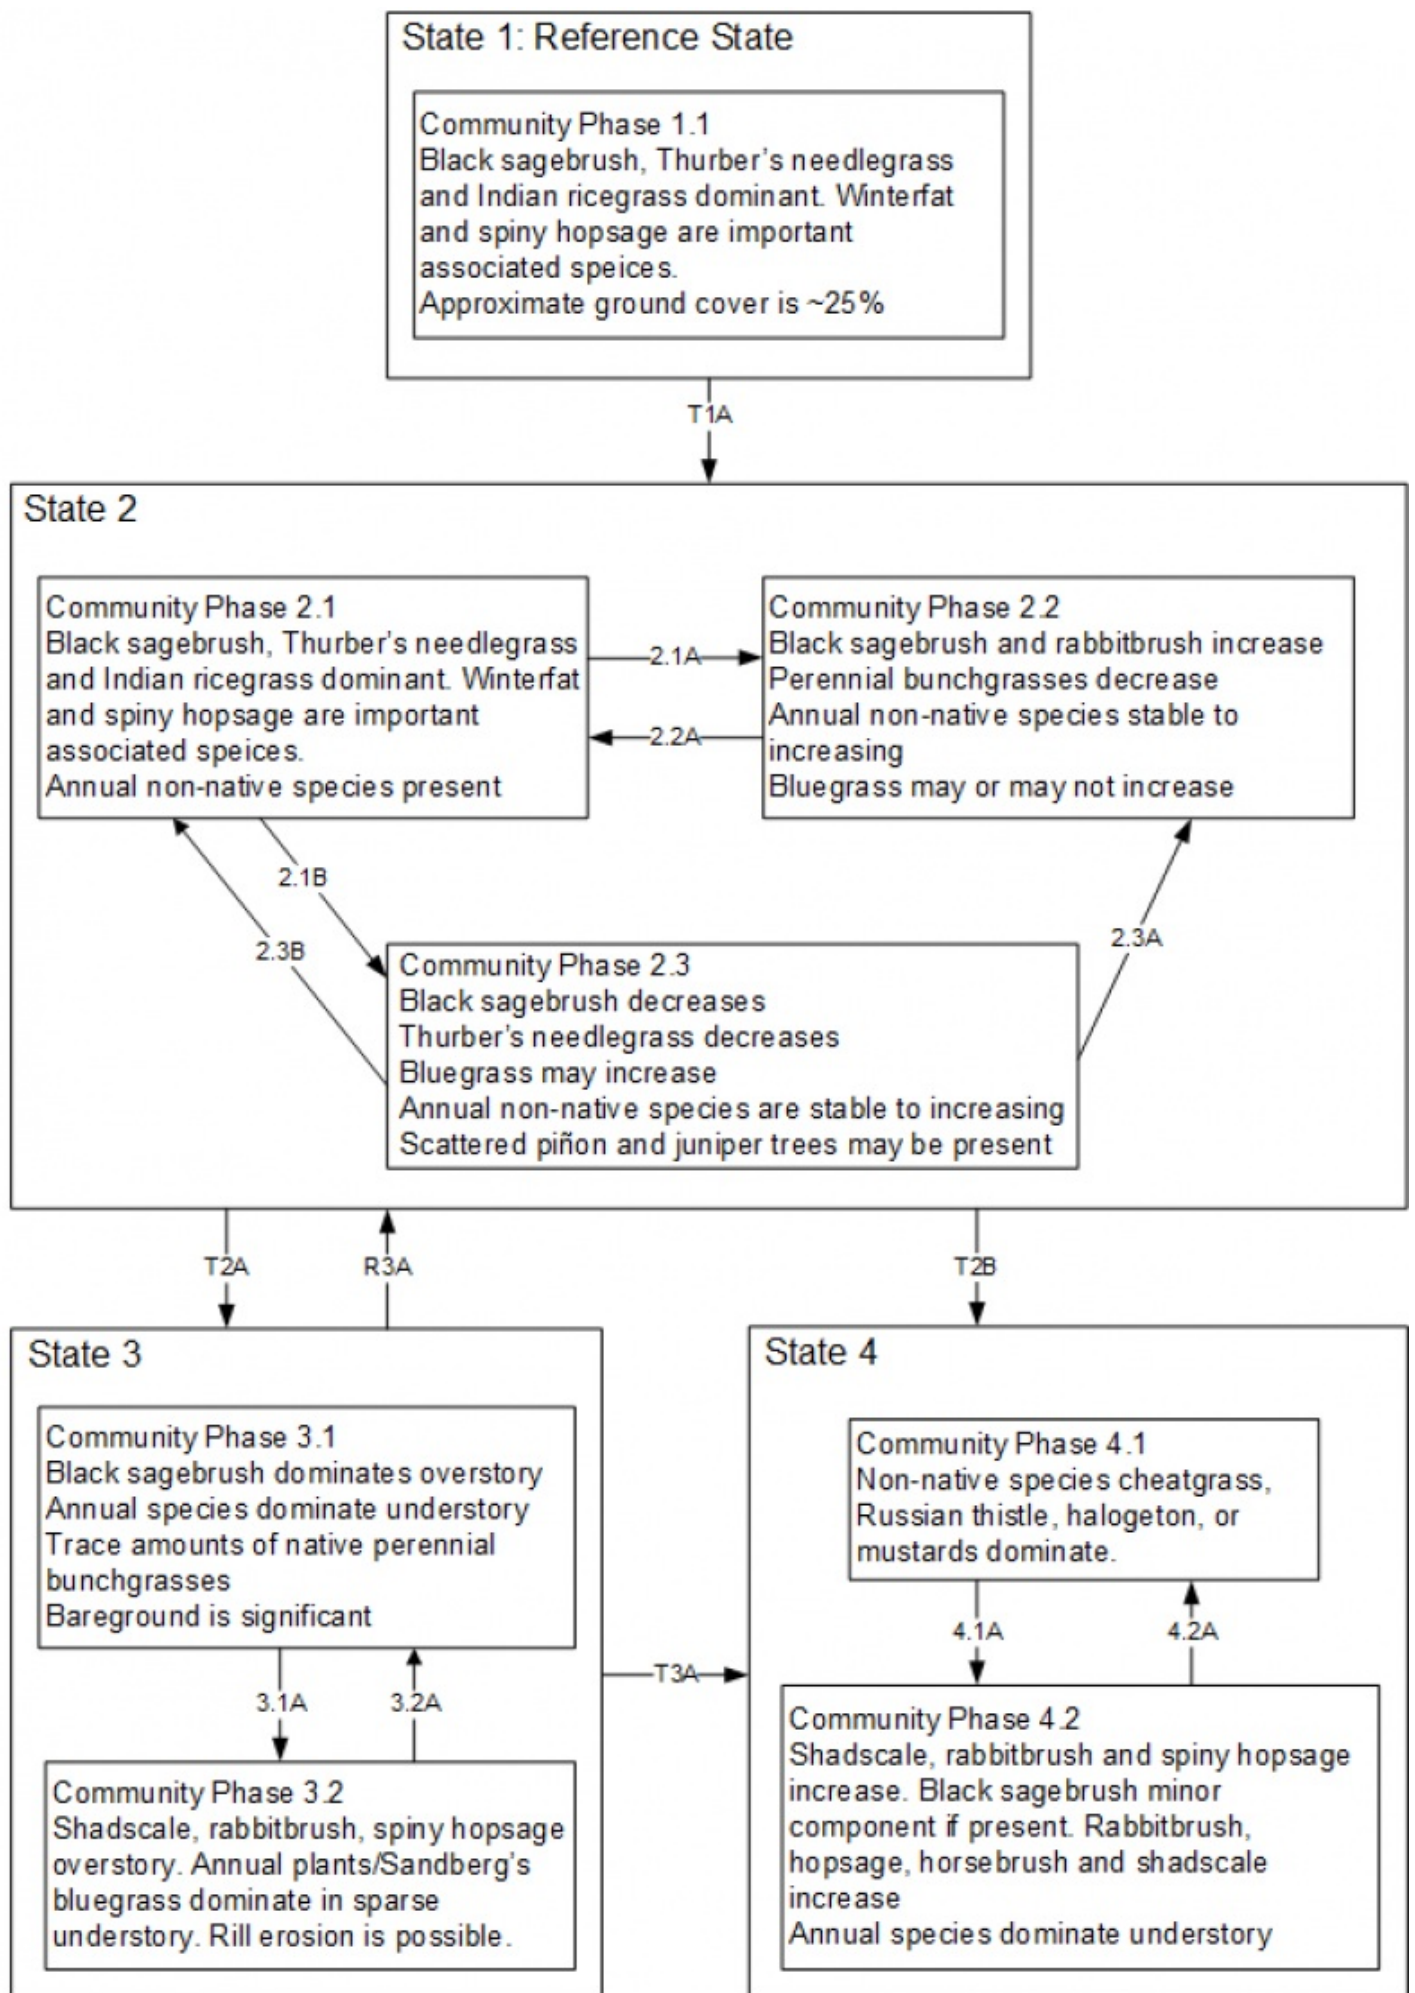 State 1: Reference State
Community Phase 1.1
Black sagebrush, Thurber's needlegrass
and Indian ricegrass dominant. Winterfat
and spiny hopsage are important
associated speices.
Approximate ground cover is ~25%
T1A
State 2
Community Phase 2.1
Black sagebrush, Thurber's needlegrass
and Indian ricegrass dominant. Winterfat
and spiny hopsage are important
associated speices.
Annual non-native species present
2.1A
2.2A
Community Phase 2.2
Black sagebrush and rabbitbrush increase
Perennial bunchgrasses decrease
Annual non-native species stable to
increasing
Bluegrass may or may not increase
2.1B
2.3B
2.3A
Community Phase 2.3
Black sagebrush decreases
Thurber's needlegrass decreases
Bluegrass may increase
Annual non-native species are stable to increasing
Scattered piñon and juniper trees may be present
T2A
R3A
T2B
State 3
Community Phase 3.1
Black sagebrush dominates overstory
Annual species dominate understory
Trace amounts of native perennial
bunchgrasses
Bareground is significant
3.1A
3.2A
Community Phase 3.2
Shadscale, rabbitbrush, spiny hopsage
overstory. Annual plants/Sandberg's
bluegrass dominate in sparse
understory. Rill erosion is possible.
T3A
State 4
Community Phase 4.1
Non-native species cheatgrass,
Russian thistle, halogeton, or
mustards dominate.
4.1A
4.2A
Community Phase 4.2
Shadscale, rabbitbrush and spiny hopsage
increase. Black sagebrush minor
component if present. Rabbitbrush,
hopsage, horsebrush and shadscale
increase
Annual species dominate understory